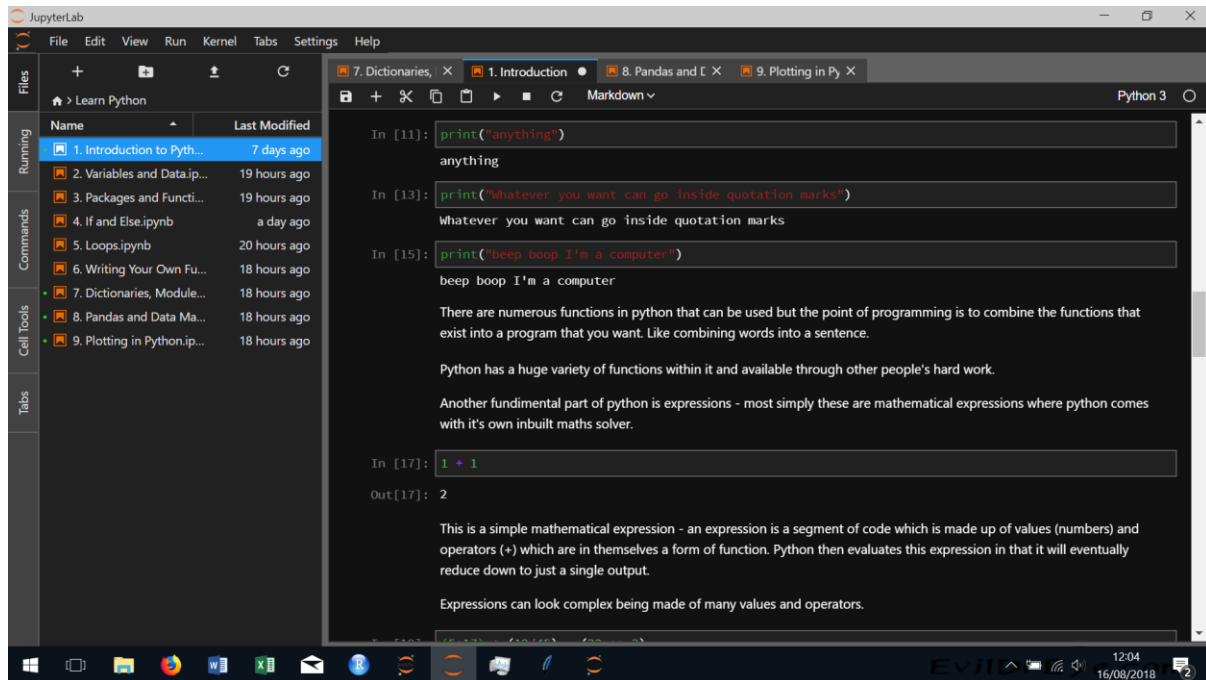 JupyterLab
File Edit View Run Kernel Tabs Settings Help
Files
Running
Commands
Cell Tools
Tabs
> Learn Python
Name Last Modified
1. Introduction to Pyth... 7 days ago
2. Variables and Data.ip... 19 hours ago
3. Packages and Functi... 19 hours ago
4. If and Else.ipynb a day ago
5. Loops.ipynb 20 hours ago
6. Writing Your Own Fu... 18 hours ago
7. Dictionaries, Module... 18 hours ago
8. Pandas and Data Ma... 18 hours ago
9. Plotting in Python.ip... 18 hours ago
7. Dictionaries, 1. Introduction 8. Pandas and D 9. Plotting in Py
Markdown Python 3
In [11]: print("anything")
anything
In [13]: print("Whatever you want can go inside quotation marks")
Whatever you want can go inside quotation marks
In [15]: print("beep boop I'm a computer")
beep boop I'm a computer
There are numerous functions in python that can be used but the point of programming is to combine the functions that
exist into a program that you want. Like combining words into a sentence.
Python has a huge variety of functions within it and available through other people's hard work.
Another fundimental part of python is expressions - most simply these are mathematical expressions where python comes
with it's own inbuilt maths solver.
In [17]: 1 + 1
Out[17]: 2
This is a simple mathematical expression - an expression is a segment of code which is made up of values (numbers) and
operators (+) which are in themselves a form of function. Python then evaluates this expression in that it will eventually
reduce down to just a single output.
Expressions can look complex being made of many values and operators.
12:04
16/08/2018
2